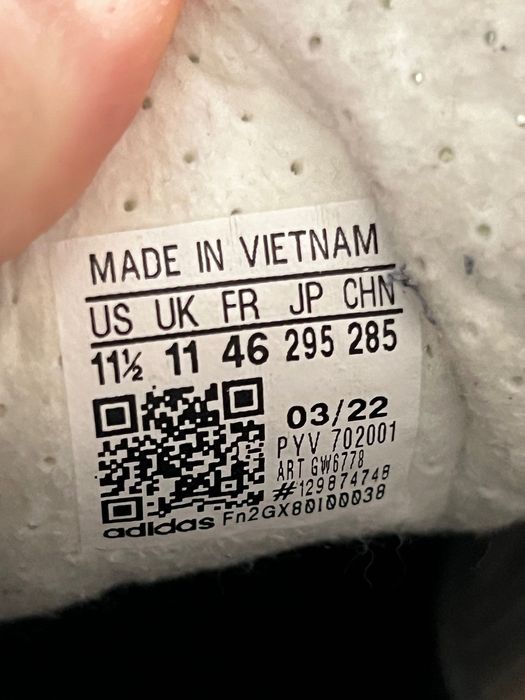 MADE IN VIETNAM
US UK FR JP CHN
11½ 11 46 295 285
03/22
PYV 702001
ART GW6778
#129874748
adidas Fn2GX80I00038